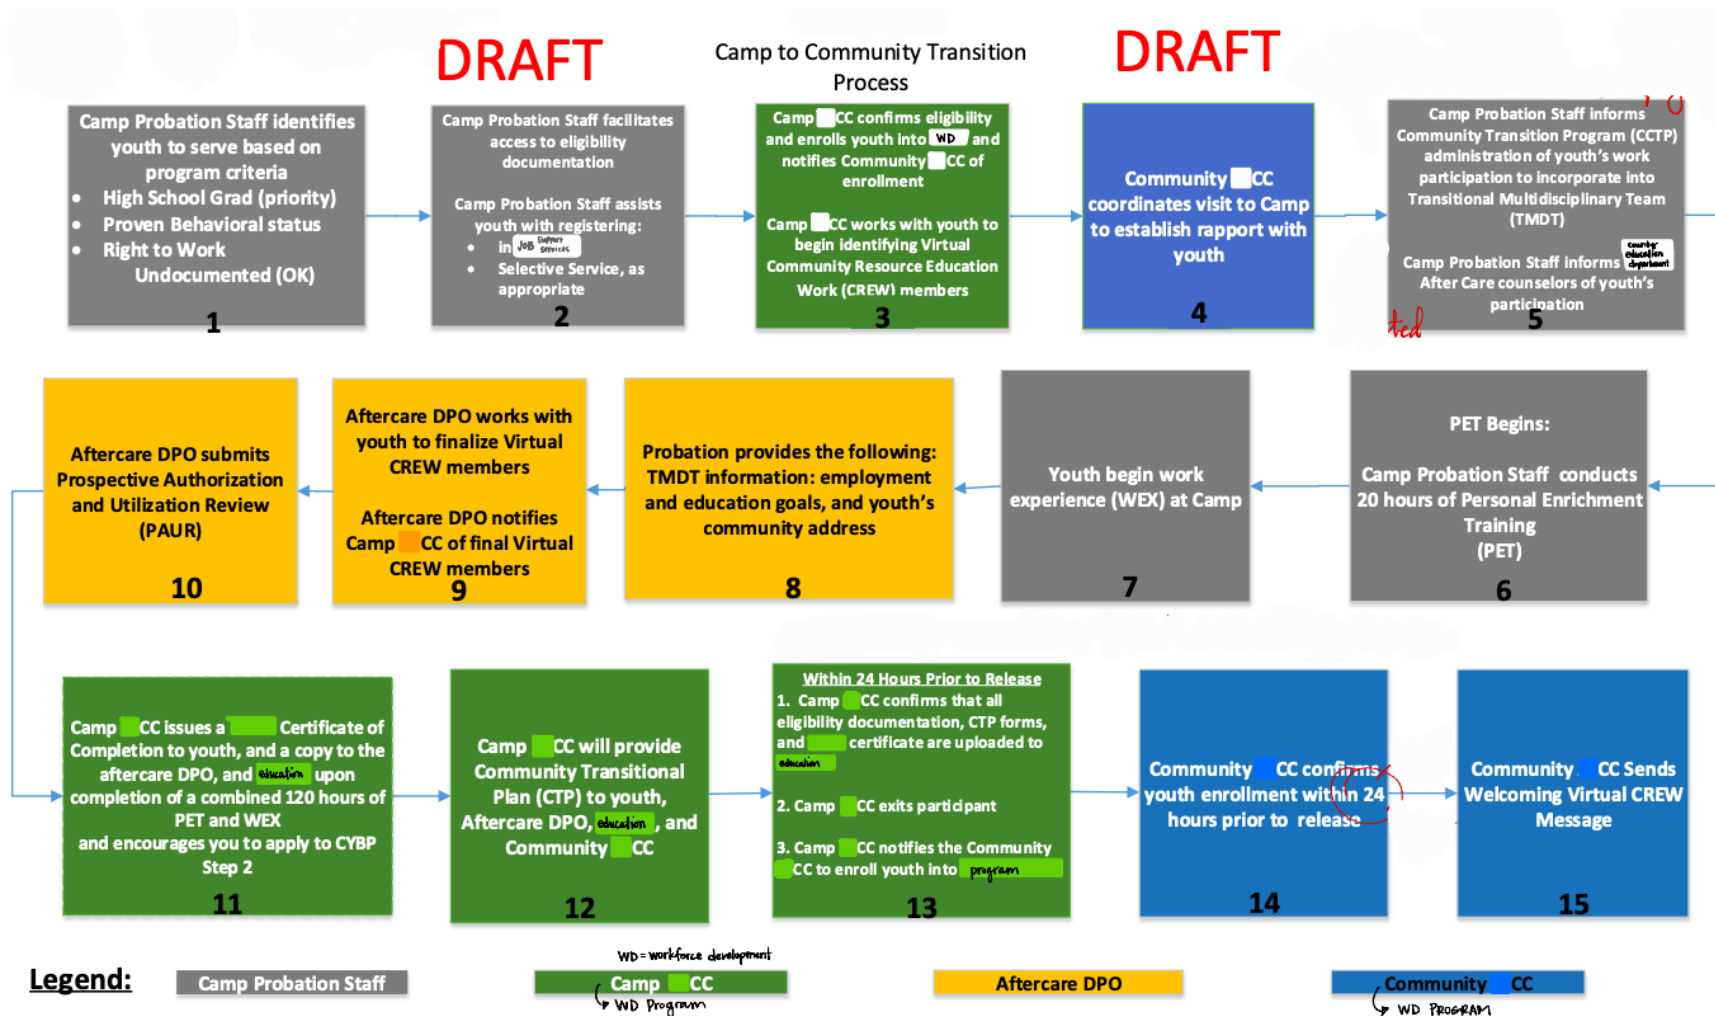 DRAFT
Camp to Community Transition
Process
DRAFT
Camp Probation Staff identifies
youth to serve based on
program criteria
• High School Grad (priority)
• Proven Behavioral status
• Right to Work
Undocumented (OK)
1
Camp Probation Staff facilitates
access to eligibility
documentation
Camp Probation Staff assists
youth with registering:
• in JOB Support Services
• Selective Service, as
appropriate
2
Camp CC confirms eligibility
and enrolls youth into WD and
notifies Community CC of
enrollment
Camp CC works with youth to
begin identifying Virtual
Community Resource Education
Work (CREW) members
3
Community CC
coordinates visit to Camp
to establish rapport with
youth
4
Camp Probation Staff informs
Community Transition Program (CCTP)
administration of youth's work
participation to incorporate into
Transitional Multidisciplinary Team
(TMDT)
Camp Probation Staff informs county education department
After Care counselors of youth's
participation
5
ted
PET Begins:
Camp Probation Staff conducts
20 hours of Personal Enrichment
Training
(PET)
6
Youth begin work
experience (WEX) at Camp
7
Probation provides the following:
TMDT information: employment
and education goals, and youth's
community address
8
Aftercare DPO works with
youth to finalize Virtual
CREW members
Aftercare DPO notifies
Camp CC of final Virtual
CREW members
9
Aftercare DPO submits
Prospective Authorization
and Utilization Review
(PAUR)
10
Camp CC issues a Certificate of
Completion to youth, and a copy to the
aftercare DPO, and education upon
completion of a combined 120 hours of
PET and WEX
and encourages you to apply to CYBP
Step 2
11
Camp CC will provide
Community Transitional
Plan (CTP) to youth,
Aftercare DPO, education, and
Community CC
12
Within 24 Hours Prior to Release
1. Camp CC confirms that all
eligibility documentation, CTP forms,
and certificate are uploaded to
education
2. Camp CC exits participant
3. Camp CC notifies the Community
CC to enroll youth into program
13
Community CC confirms
youth enrollment within 24
hours prior to release
14
Community CC Sends
Welcoming Virtual CREW
Message
15
WD = workforce development
Legend:
Camp Probation Staff
Camp CC
WD Program
Aftercare DPO
Community CC
WD PROGRAM